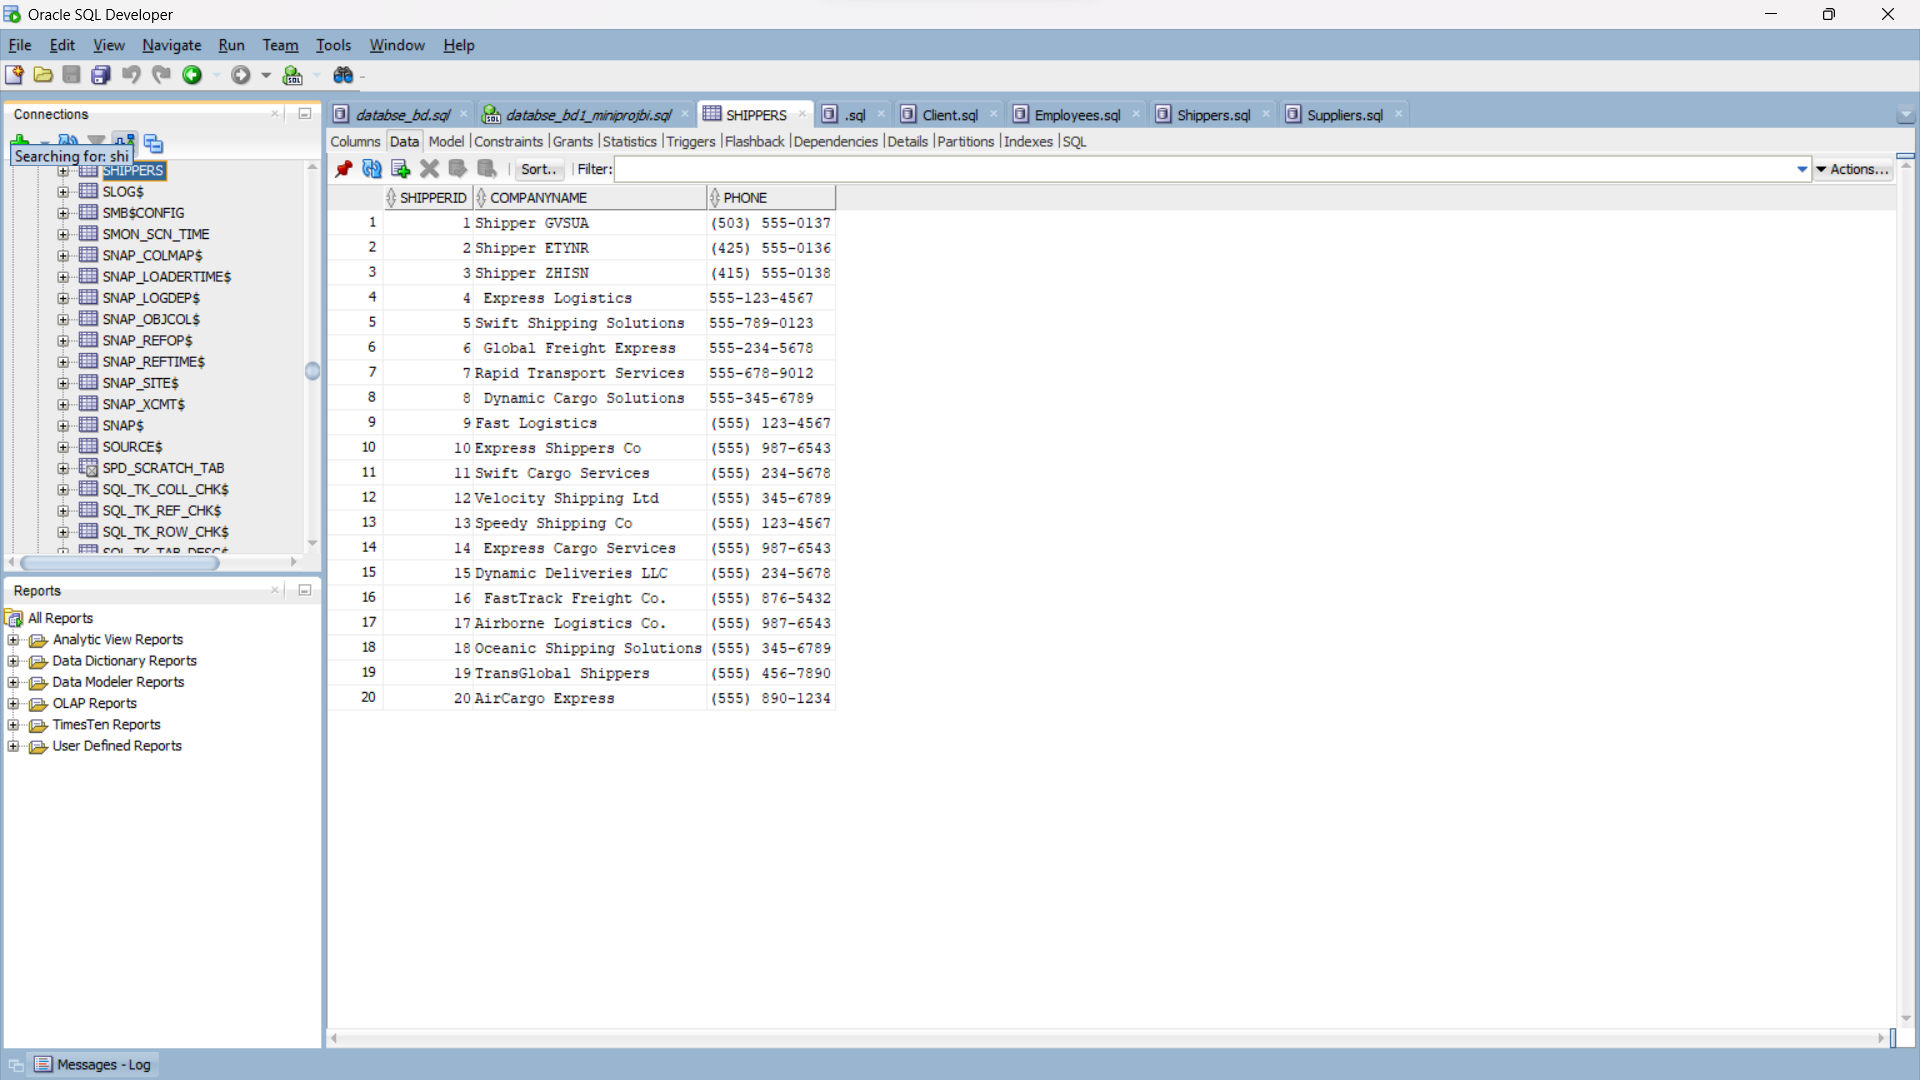 Oracle SQL Developer
File Edit View Navigate Run Team Tools Window Help
Connections
Searching for: shi
SHIPPERS
SLOG$
SMB$CONFIG
SMON_SCN_TIME
SNAP_COLMAP$
SNAP_LOADERTIME$
SNAP_LOGDEP$
SNAP_OBJCOL$
SNAP_REFOP$
SNAP_REFTIME$
SNAP_SITE$
SNAP_XCMT$
SNAP$
SOURCE$
SPD_SCRATCH_TAB
SQL_TK_COLL_CHK$
SQL_TK_REF_CHK$
SQL_TK_ROW_CHK$
SQL_TK_TAB_DESC$
Reports
All Reports
Analytic View Reports
Data Dictionary Reports
Data Modeler Reports
OLAP Reports
TimesTen Reports
User Defined Reports
databse_bd.sql databse_bd1_miniprojbi.sql SHIPPERS .sql Client.sql Employees.sql Shippers.sql Suppliers.sql
Columns Data Model Constraints Grants Statistics Triggers Flashback Dependencies Details Partitions Indexes SQL
Sort.. Filter: Actions...
SHIPPERID COMPANYNAME PHONE
1 1 Shipper GVSUA (503) 555-0137
2 2 Shipper ETYNR (425) 555-0136
3 3 Shipper ZHISN (415) 555-0138
4 4 Express Logistics 555-123-4567
5 5 Swift Shipping Solutions 555-789-0123
6 6 Global Freight Express 555-234-5678
7 7 Rapid Transport Services 555-678-9012
8 8 Dynamic Cargo Solutions 555-345-6789
9 9 Fast Logistics (555) 123-4567
10 10 Express Shippers Co (555) 987-6543
11 11 Swift Cargo Services (555) 234-5678
12 12 Velocity Shipping Ltd (555) 345-6789
13 13 Speedy Shipping Co (555) 123-4567
14 14 Express Cargo Services (555) 987-6543
15 15 Dynamic Deliveries LLC (555) 234-5678
16 16 FastTrack Freight Co. (555) 876-5432
17 17 Airborne Logistics Co. (555) 987-6543
18 18 Oceanic Shipping Solutions (555) 345-6789
19 19 TransGlobal Shippers (555) 456-7890
20 20 AirCargo Express (555) 890-1234
Messages - Log